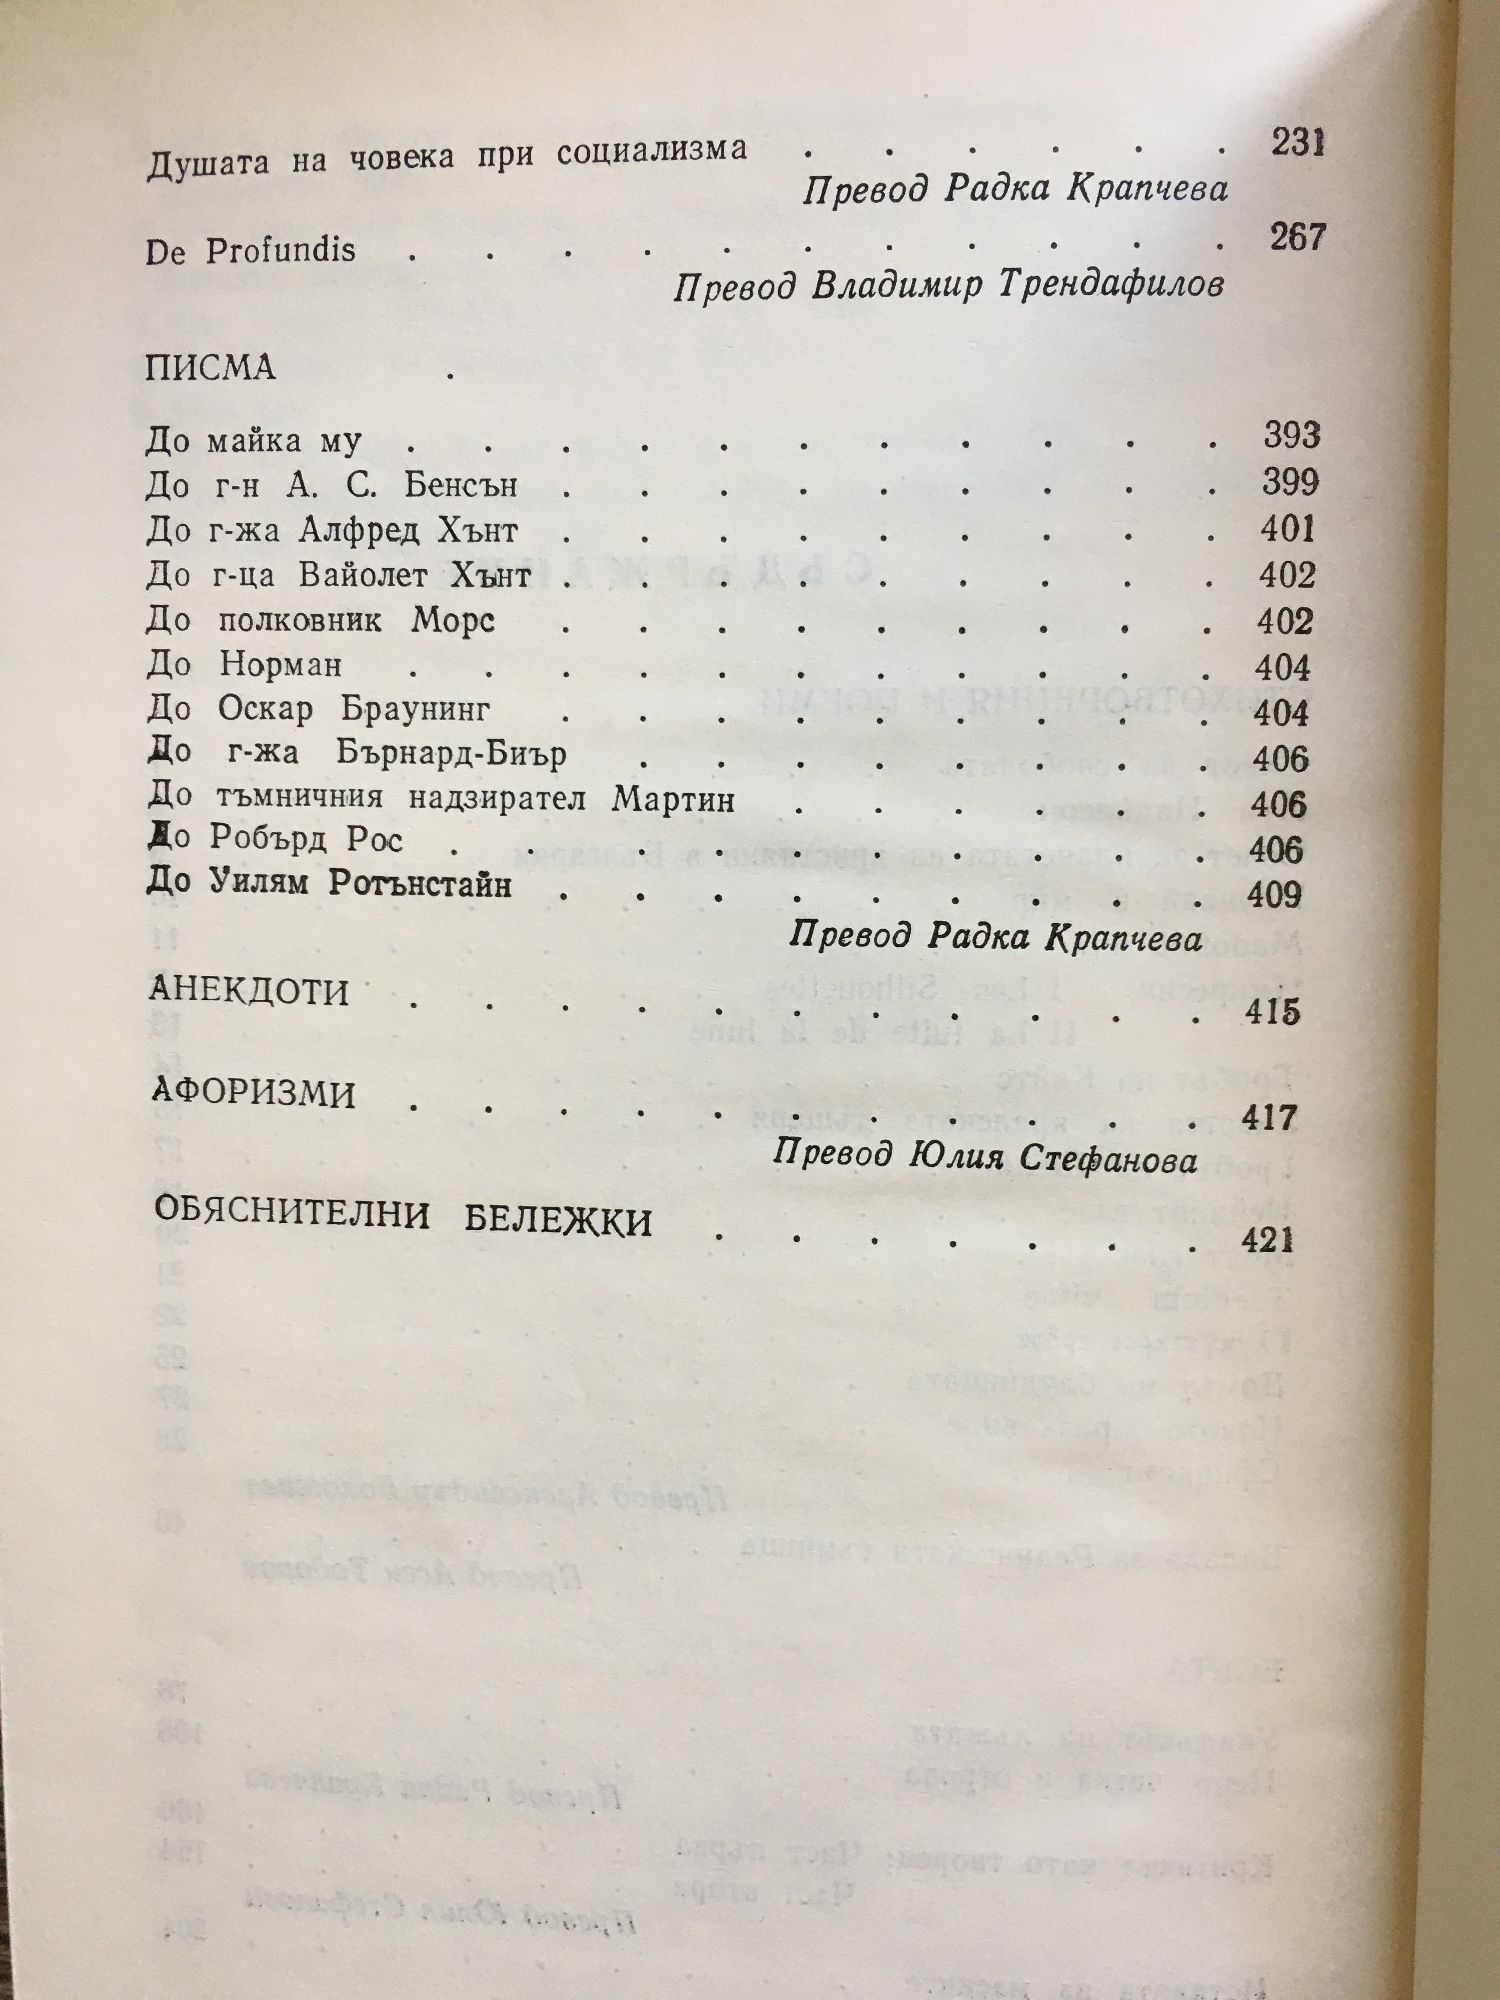 Душата на човека при социализма . . . . . . 231
Превод Радка Крапчева
De Profundis . . . . . . . . . . . 267
Превод Владимир Трендафилов
ПИСМА
До майка му . . . . . . . . . . . 393
До г-н А. С. Бенсън . . . . . . . . . 399
До г-жа Алфред Хънт . . . . . . . . . 401
До г-ца Вайолет Хънт . . . . . . . . . 402
До полковник Морс . . . . . . . . . 402
До Норман . . . . . . . . . . . 404
До Оскар Браунинг . . . . . . . . . 404
До г-жа Бърнард-Биър . . . . . . . . 406
До тъмничния надзирател Мартин . . . . . . 406
До Робърд Рос . . . . . . . . . . 406
До Уилям Ротънстайн . . . . . . . . . 409
Превод Радка Крапчева
АНЕКДОТИ . . . . . . . . . . . 415
АФОРИЗМИ . . . . . . . . . . . 417
Превод Юлия Стефанова
ОБЯСНИТЕЛНИ БЕЛЕЖКИ . . . . . . . 421